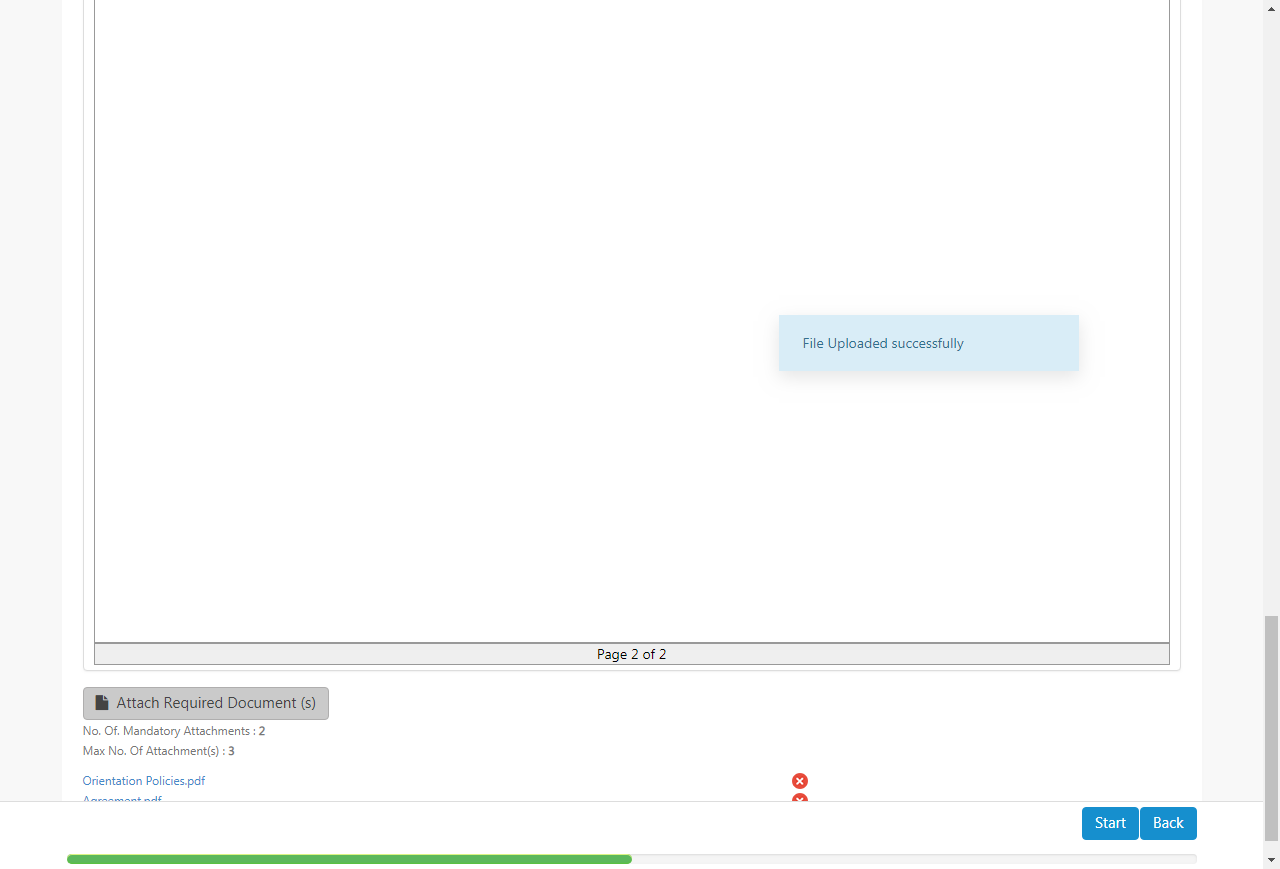 File Uploaded successfully
Page 2 of 2
Attach Required Document (s)
No. Of. Mandatory Attachments : 2
Max No. Of Attachment(s) : 3
Orientation Policies.pdf
Agreement.pdf
Start Back